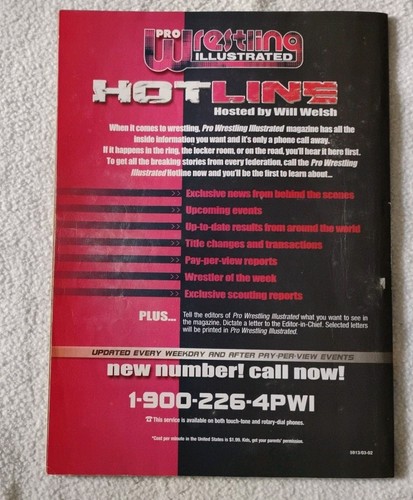 PRO
Wrestling
ILLUSTRATED
HOTLINE
Hosted by Will Welsh
When it comes to wrestling, Pro Wrestling Illustrated magazine has all the
inside information you want and it's only a phone call away.
If it happens in the ring, the locker room, or on the road, you'll hear it here first.
To get all the breaking stories from every federation, call the Pro Wrestling
Illustrated Hotline now and you'll be the first to learn about...
>> Exclusive news from behind the scenes
>> Upcoming events
>> Up-to-date results from around the world
>> Title changes and transactions
>> Pay-per-view reports
>> Wrestler of the week
>> Exclusive scouting reports
PLUS... Tell the editors of Pro Wrestling Illustrated what you want to see in
the magazine. Dictate a letter to the Editor-in-Chief. Selected letters
will be printed in Pro Wrestling Illustrated.
UPDATED EVERY WEEKDAY AND AFTER PAY-PER-VIEW EVENTS
new number! call now!
1-900-226-4PWI
☎ This service is available on both touch-tone and rotary-dial phones.
*Cost per minute in the United States is $1.99. Kids, get your parents' permission.